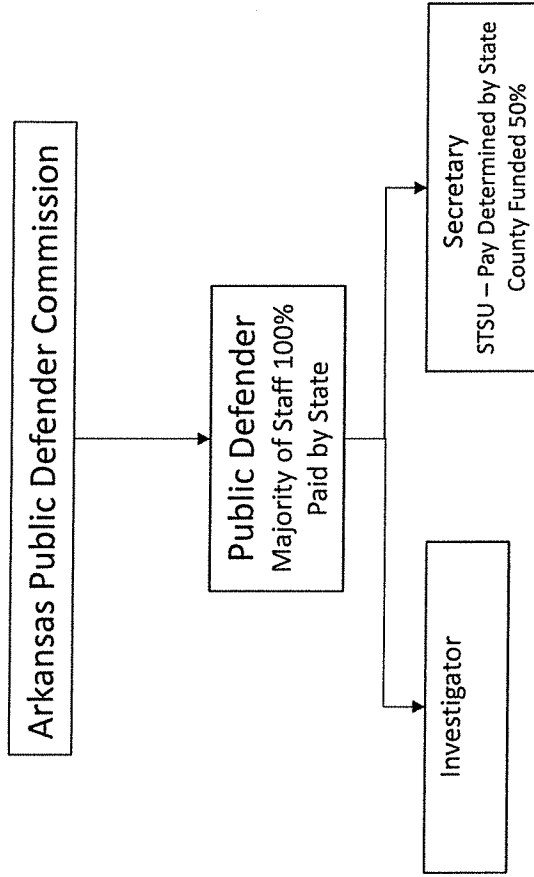 Arkansas Public Defender Commission
Public Defender
Majority of Staff 100%
Paid by State
Investigator
Secretary
STSU – Pay Determined by State
County Funded 50%